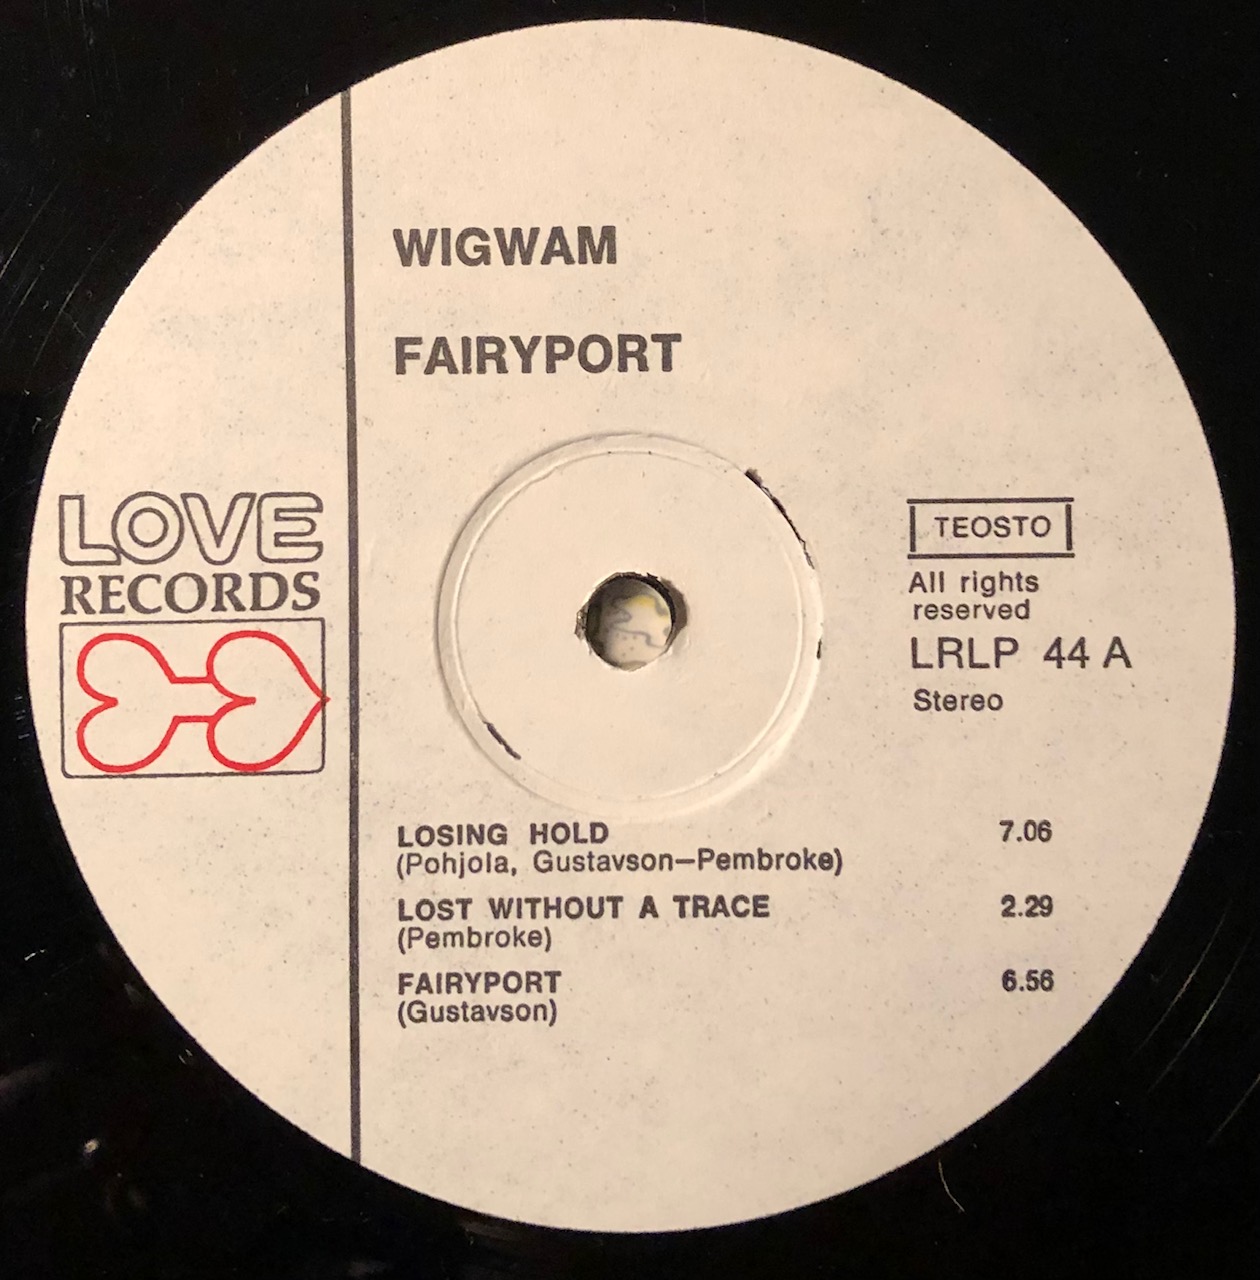 WIGWAM
FAIRYPORT
LOVE
RECORDS
TEOSTO
All rights
reserved
LRLP 44 A
Stereo
LOSING HOLD 7.06
(Pohjola, Gustavson—Pembroke)
LOST WITHOUT A TRACE 2.29
(Pembroke)
FAIRYPORT 6.56
(Gustavson)